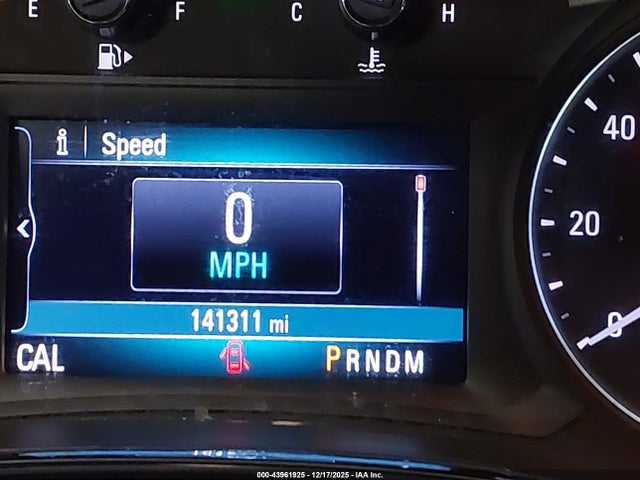 E F C H
i Speed
0
MPH
141311 mi
CAL PRNDM
40
20
0
000-43961925 - 12/17/2025 - IAA Inc.